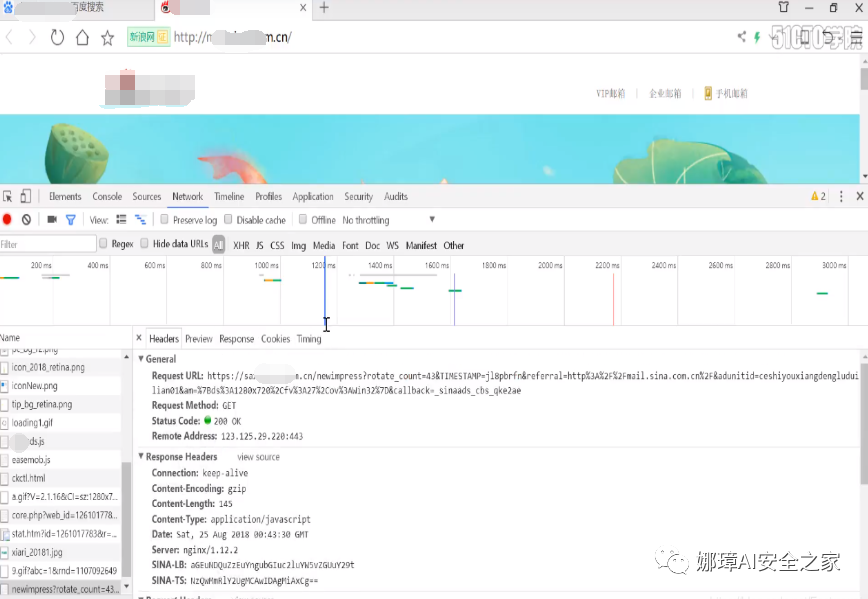 百度搜索
新浪网 证 http://m m.cn/
51CTO学院
VIP邮箱 企业邮箱 手机邮箱
Elements Console Sources Network Timeline Profiles Application Security Audits 2
View: Preserve log Disable cache Offline No throttling
Filter Regex Hide data URLs All XHR JS CSS Img Media Font Doc WS Manifest Other
200 ms 400 ms 600 ms 800 ms 1000 ms 1200 ms 1400 ms 1600 ms 1800 ms 2000 ms 2200 ms 2400 ms 2600 ms 2800 ms 3000 ms
Name
icon_2018_retina.png
iconNew.png
tip_bg_retina.png
loading1.gif
ds.js
easemob.js
ckctl.html
a.gif?V=2.1.16&CI=sz:1280x7...
core.php?web_id=126101778...
stat.htm?id=1261017783&r=...
xiari_20181.jpg
9.gif?abc=1&rnd=1107092649
newimpress?rotate_count=43...
Headers Preview Response Cookies Timing
General
Request URL: https://sa m.cn/newimpress?rotate_count=43&TIMESTAMP=jl8pbrfn&referral=http%3A%2F%2Fmail.sina.com.cn%2F&adunitid=ceshiyouxiangdengludui
lian01&am=%7Bds%3A1280x720%2Cfv%3A27%2Cov%3AWin32%7D&callback=_sinaads_cbs_qke2ae
Request Method: GET
Status Code: 200 OK
Remote Address: 123.125.29.220:443
Response Headers view source
Connection: keep-alive
Content-Encoding: gzip
Content-Length: 145
Content-Type: application/javascript
Date: Sat, 25 Aug 2018 00:43:30 GMT
Server: nginx/1.12.2
SINA-LB: aGEuNDQuZzEuYngubGIuc2luYW5vZGUuY29t
SINA-TS: NzQwMmRlY2UgMCAwIDAgMiAxCg==
娜璋AI安全之家